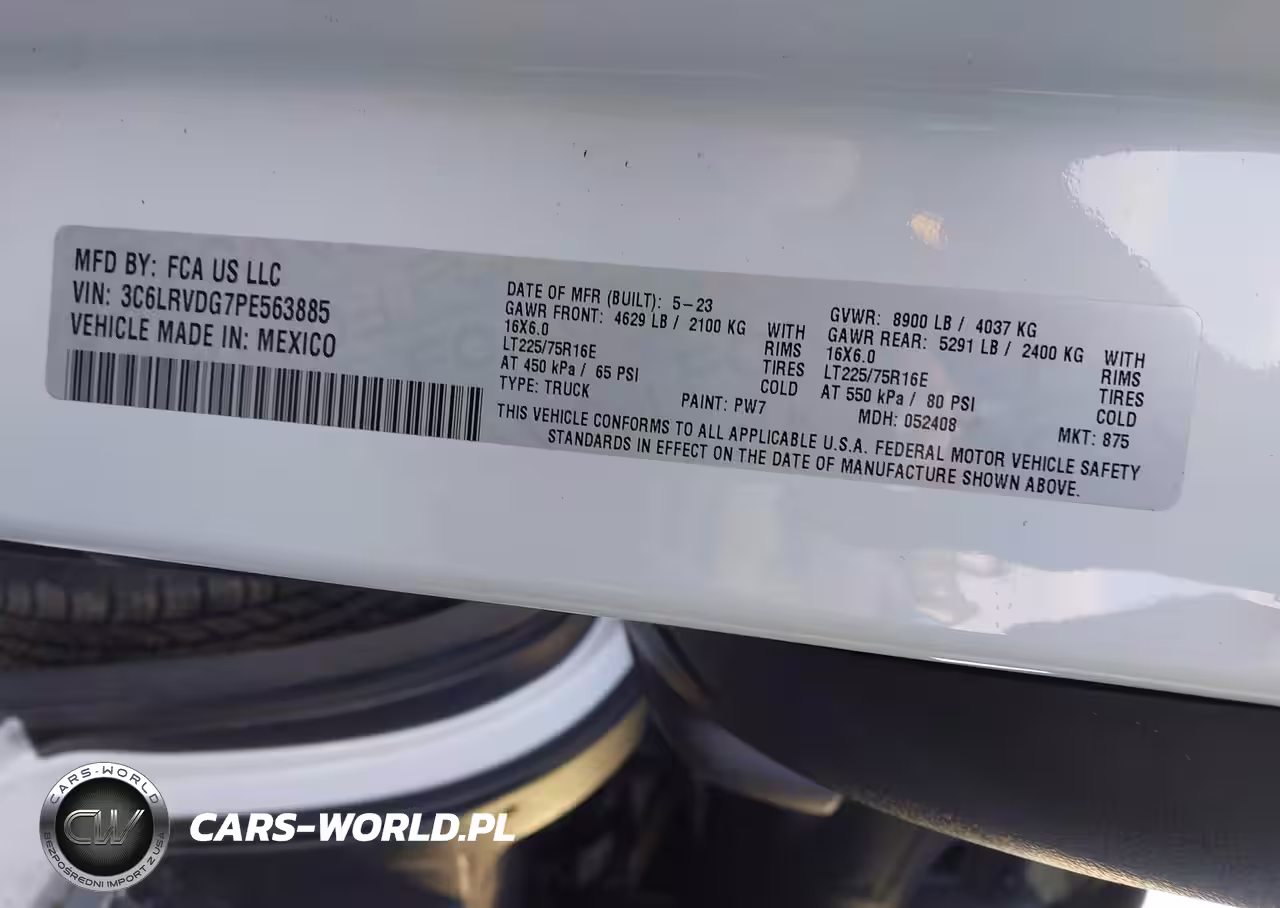 MFD BY: FCA US LLC
VIN: 3C6LRVDG7PE563885
VEHICLE MADE IN: MEXICO
DATE OF MFR (BUILT): 5-23
GAWR FRONT: 4629 LB / 2100 KG WITH
16X6.0 RIMS
LT225/75R16E TIRES
AT 450 kPa / 65 PSI COLD
TYPE: TRUCK PAINT: PW7
GVWR: 8900 LB / 4037 KG
GAWR REAR: 5291 LB / 2400 KG WITH
16X6.0 RIMS
LT225/75R16E TIRES
AT 550 kPa / 80 PSI COLD
MDH: 052408 MKT: 875
THIS VEHICLE CONFORMS TO ALL APPLICABLE U.S.A. FEDERAL MOTOR VEHICLE SAFETY
STANDARDS IN EFFECT ON THE DATE OF MANUFACTURE SHOWN ABOVE.
CARS-WORLD
CW
BEZPOŚREDNI IMPORT Z USA
CARS-WORLD.PL